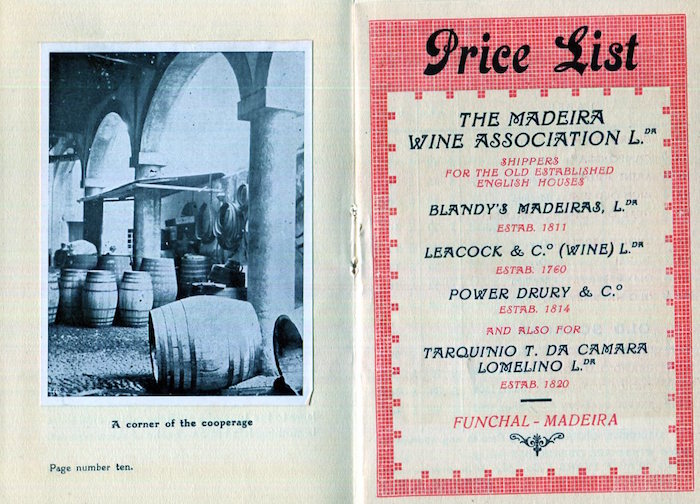 A corner of the cooperage
Page number ten.
Price List
THE MADEIRA
WINE ASSOCIATION L.DA
SHIPPERS
FOR THE OLD ESTABLISHED
ENGLISH HOUSES
BLANDY'S MADEIRAS, L.DA
ESTAB. 1811
LEACOCK & C.º (WINE) L.DA
ESTAB. 1760
POWER DRURY & C.º
ESTAB. 1814
AND ALSO FOR
TARQUINIO T. DA CAMARA
LOMELINO L.DA
ESTAB. 1820
FUNCHAL - MADEIRA